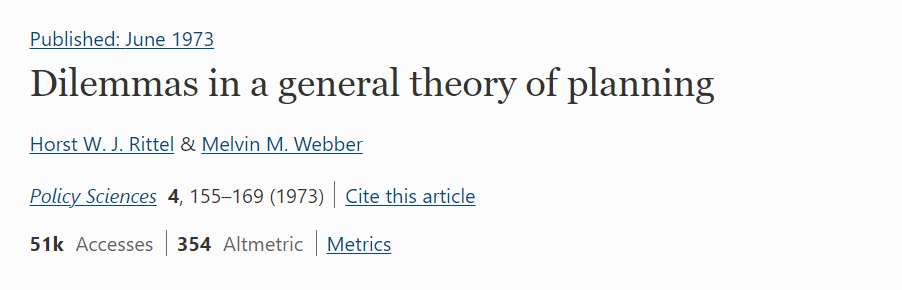 Published: June 1973
Dilemmas in a general theory of planning
Horst W. J. Rittel & Melvin M. Webber
Policy Sciences 4, 155–169 (1973) Cite this article
51k Accesses 354 Altmetric Metrics